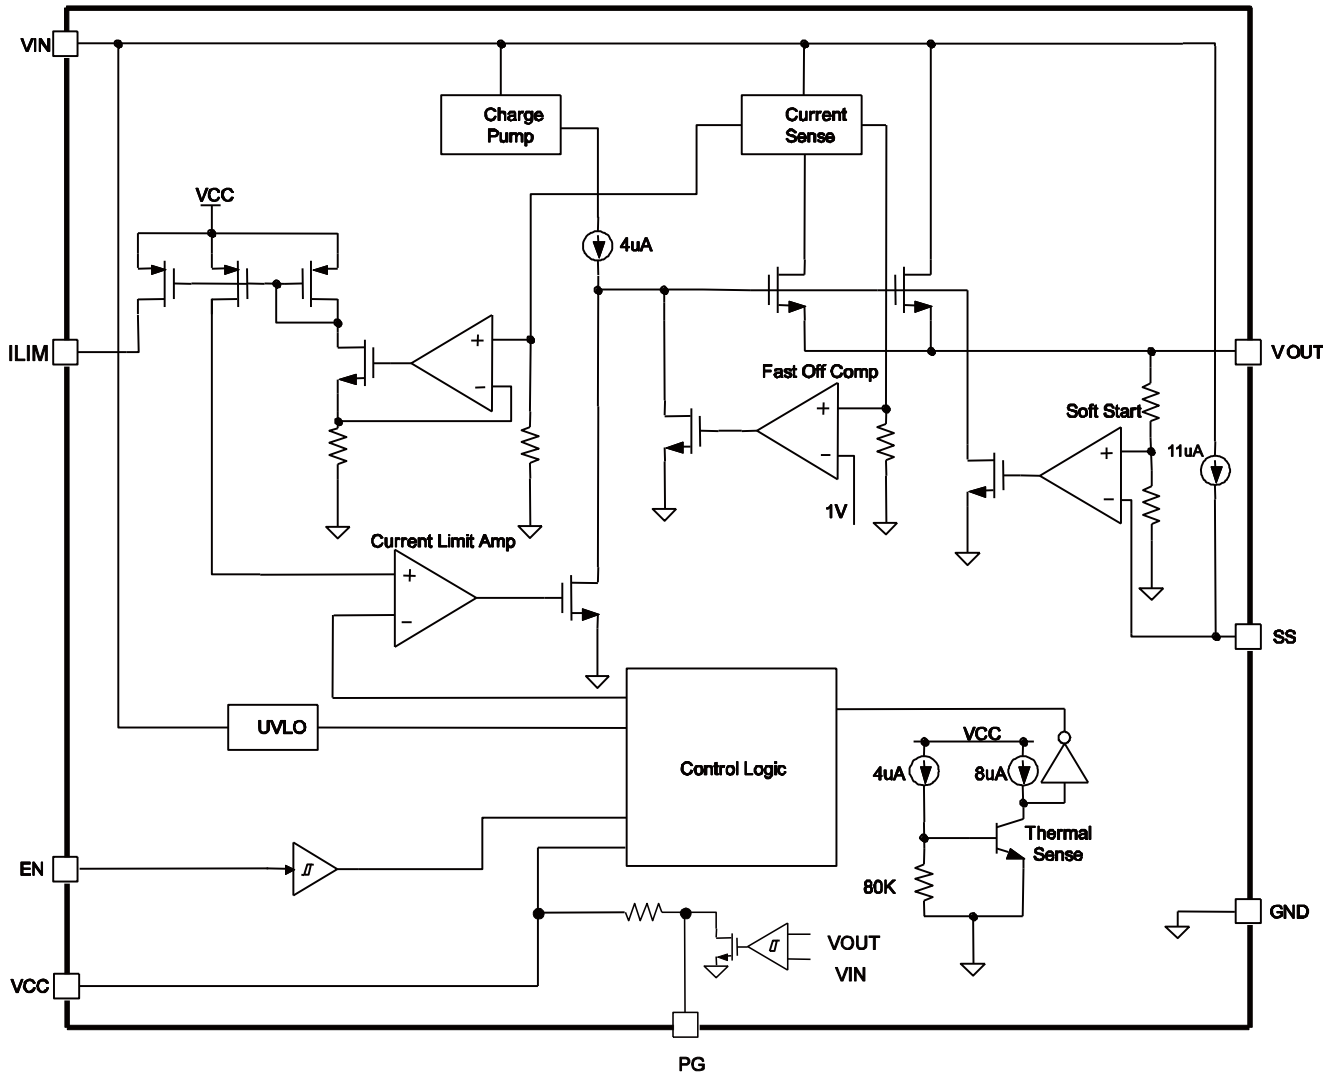 VIN
Charge
Pump
Current
Sense
VCC
4uA
ILIM
+
−
VOUT
Fast Off Comp
+
−
1V
Soft Start
+
−
11uA
Current Limit Amp
+
−
SS
UVLO
Control Logic
VCC
4uA
8uA
Thermal
Sense
80K
EN
GND
VOUT
VIN
VCC
PG